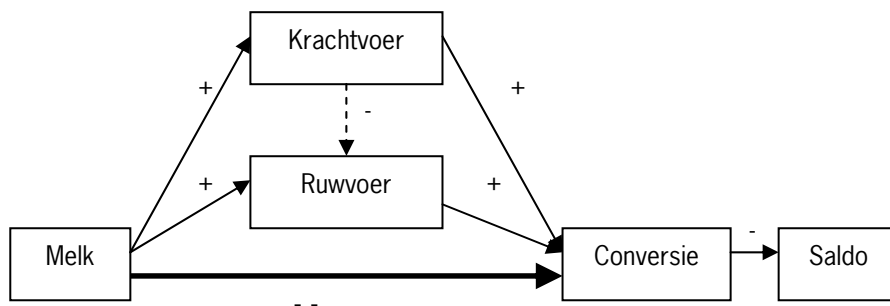 Krachtvoer
+
+
-
+
Ruwvoer
+
-
Melk
Conversie
Saldo
--